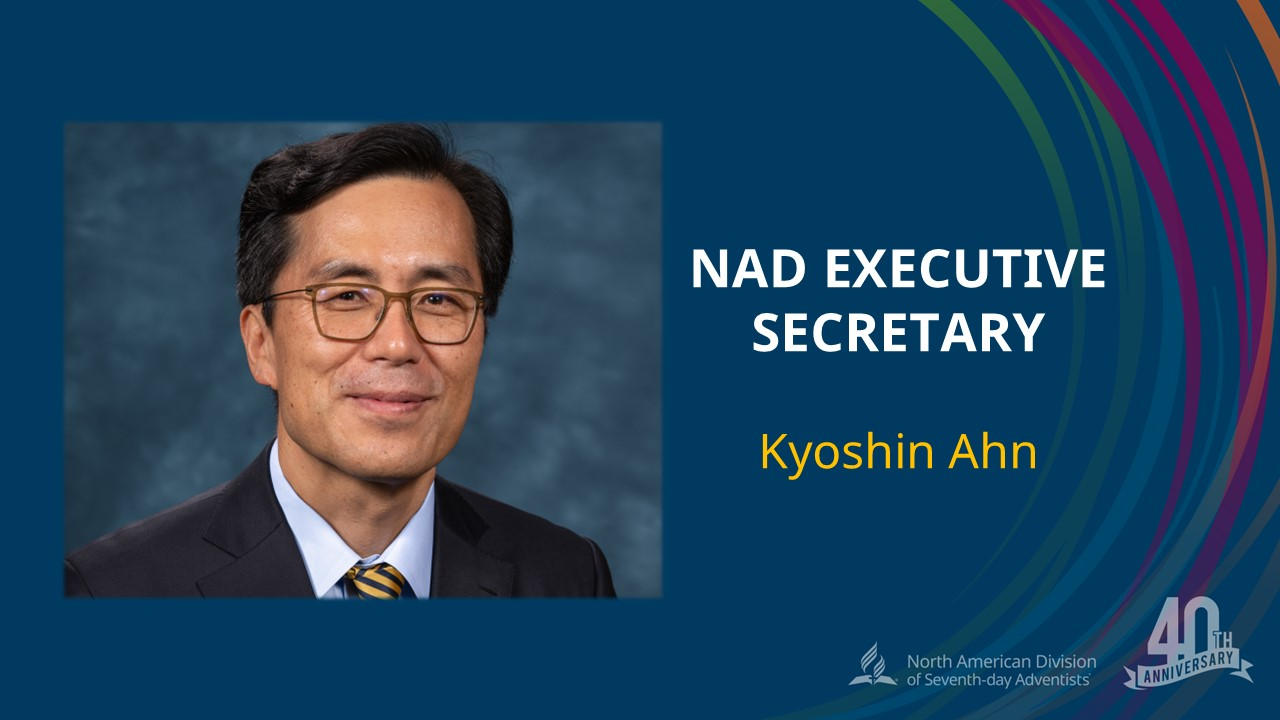 NAD EXECUTIVE
SECRETARY
Kyoshin Ahn
North American Division
of Seventh-day Adventists
40TH
ANNIVERSARY